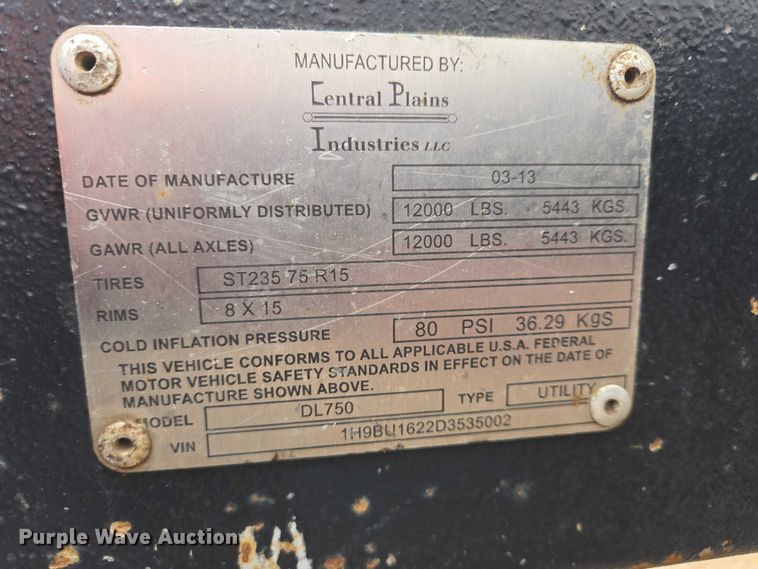 MANUFACTURED BY:
Central Plains
Industries LLC
DATE OF MANUFACTURE 03-13
GVWR (UNIFORMLY DISTRIBUTED) 12000 LBS. 5443 KGS.
GAWR (ALL AXLES) 12000 LBS. 5443 KGS.
TIRES ST235 75 R15
RIMS 8 X 15
COLD INFLATION PRESSURE 80 PSI 36.29 KgS
THIS VEHICLE CONFORMS TO ALL APPLICABLE U.S.A. FEDERAL
MOTOR VEHICLE SAFETY STANDARDS IN EFFECT ON THE DATE OF
MANUFACTURE SHOWN ABOVE.
MODEL DL750 TYPE UTILITY
VIN 1H9BU1622D3535002
Purple Wave Auction